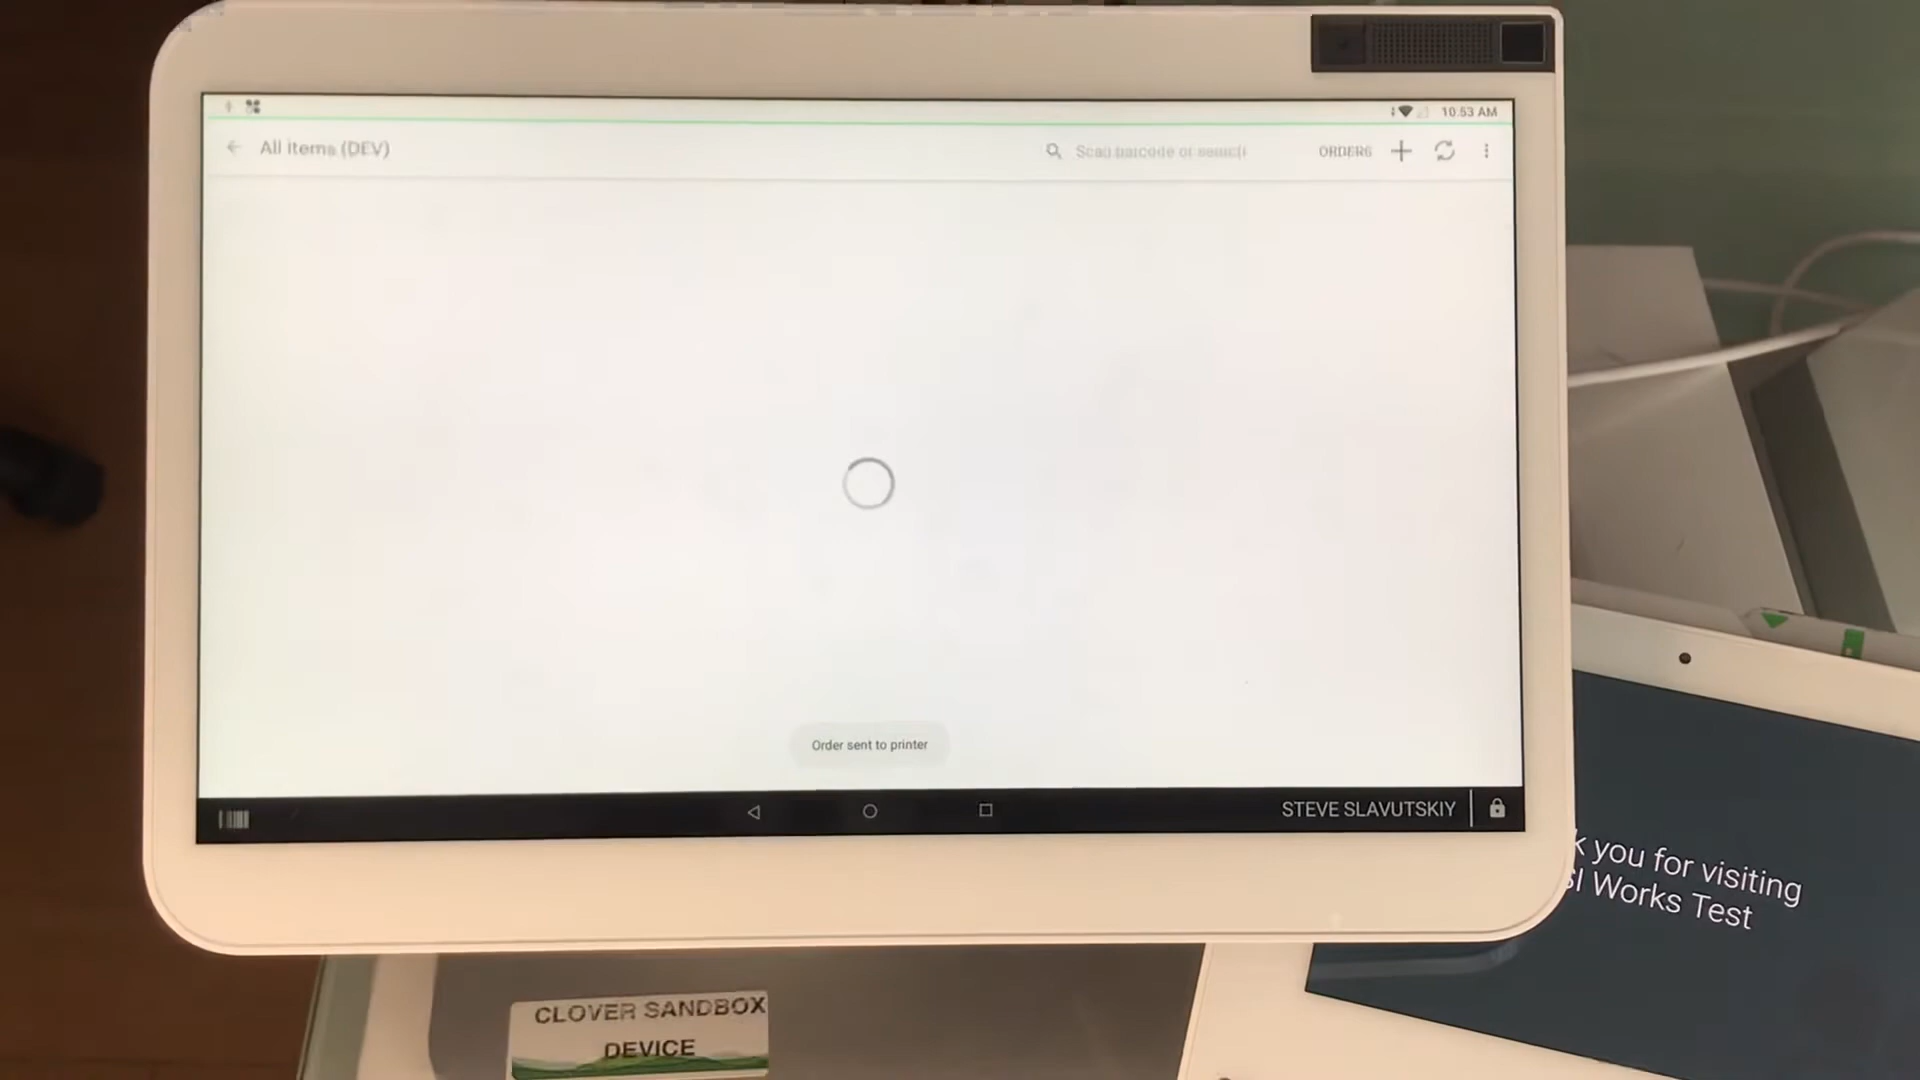 10:53 AM
All items (DEV)
Scan barcode or search
ORDERS
Order sent to printer
STEVE SLAVUTSKIY
k you for visiting
SI Works Test
CLOVER SANDBOX
DEVICE